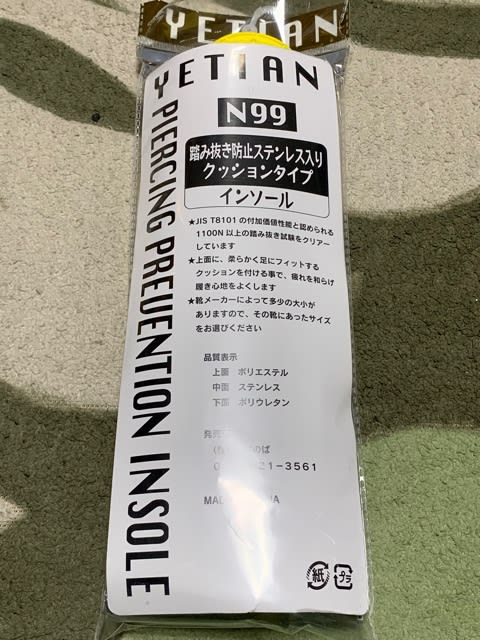 YETIAN
YETIAN
PIERCING PREVENTION INSOLE
N99
踏み抜き防止ステンレス入り
クッションタイプ
インソール
★JIS T8101 の付加価値性能と認められる
1100N 以上の踏み抜き試験をクリアー
しています
★上面に、柔らかく足にフィットする
クッションを付ける事で、疲れを和らげ
履き心地をよくします
★靴メーカーによって多少の大小が
ありますので、その靴にあったサイズ
をお選びください
品質表示
上面 ポリエステル
中面 ステンレス
下面 ポリウレタン
発売
のば
21-3561
MAD
紙
プラ